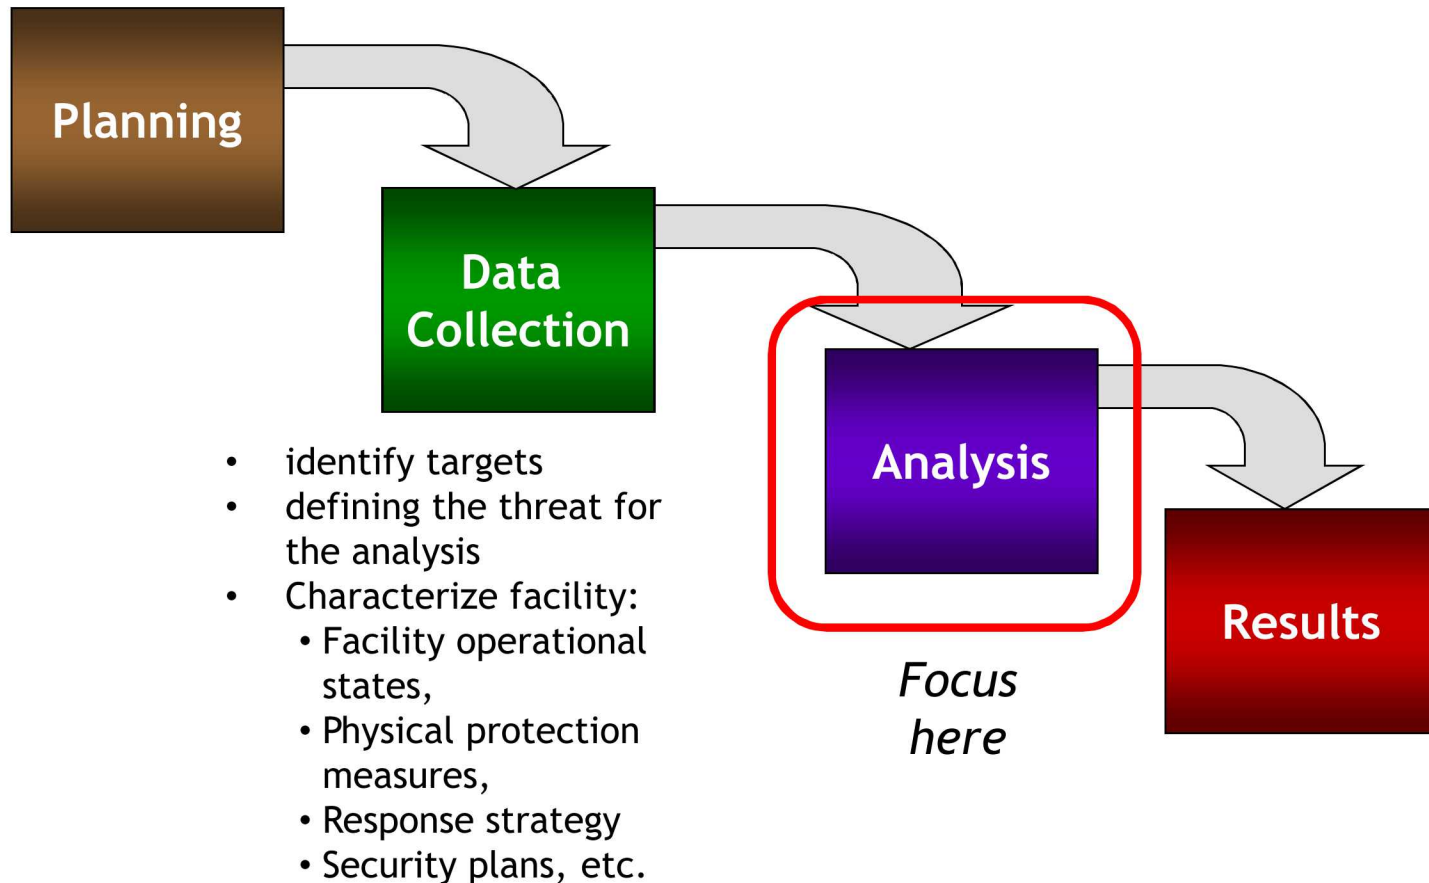 Planning
Data
Collection
• identify targets
• defining the threat for
the analysis
• Characterize facility:
• Facility operational
states,
• Physical protection
measures,
• Response strategy
• Security plans, etc.
Analysis
Focus
here
Results